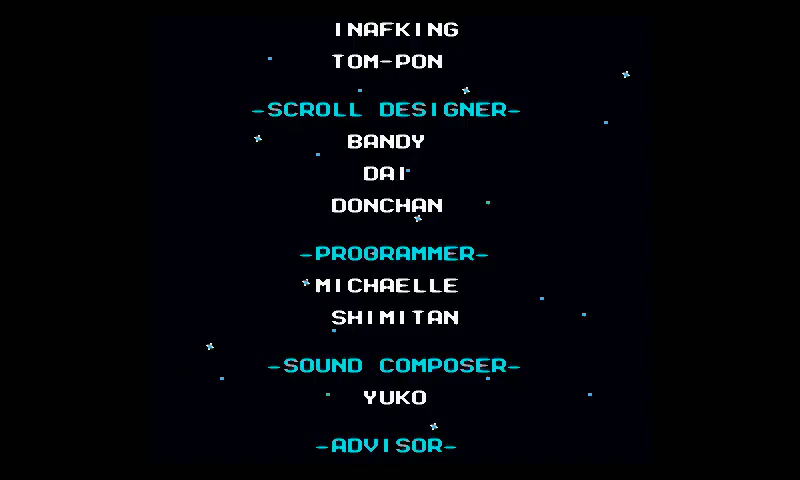 INAFKING
TOM-PON
-SCROLL DESIGNER-
BANDY
DAI
DONCHAN
-PROGRAMMER-
MICHAELLE
SHIMITAN
-SOUND COMPOSER-
YUKO
-ADVISOR-